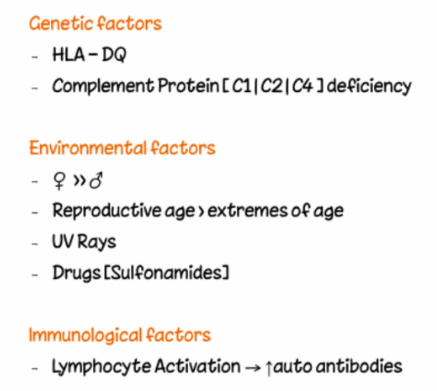 Genetic factors
- HLA – DQ
- Complement Protein [ C1 | C2 | C4 ] deficiency
Environmental factors
- ♀ >> ♂
- Reproductive age > extremes of age
- UV Rays
- Drugs [Sulfonamides]
Immunological factors
- Lymphocyte Activation → ↑auto antibodies